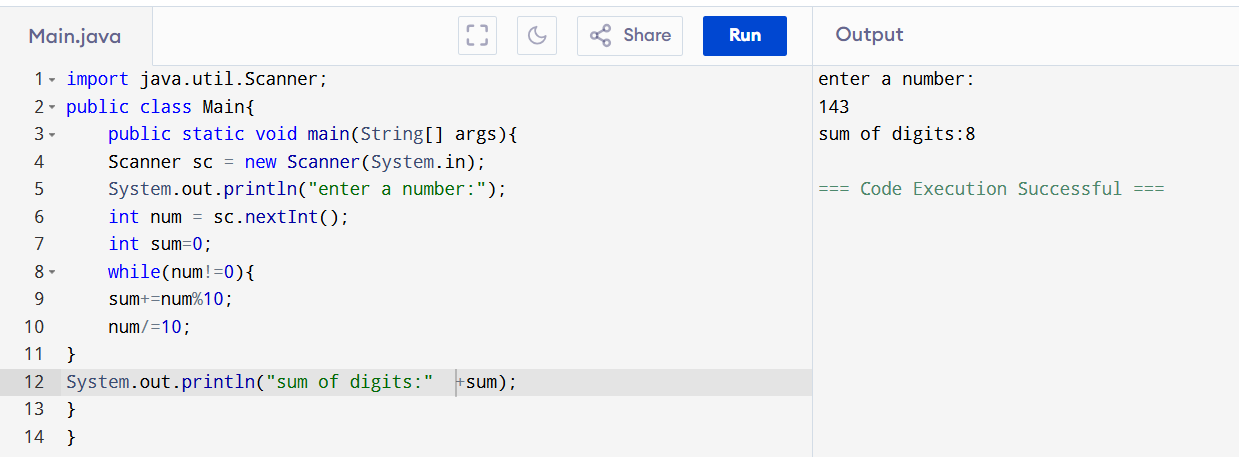 Main.java
Share
Run
Output
1 import java.util.Scanner;
2 public class Main{
3 public static void main(String[] args){
4 Scanner sc = new Scanner(System.in);
5 System.out.println("enter a number:");
6 int num = sc.nextInt();
7 int sum=0;
8 while(num!=0){
9 sum+=num%10;
10 num/=10;
11 }
12 System.out.println("sum of digits:"  +sum);
13 }
14 }
enter a number:
143
sum of digits:8
=== Code Execution Successful ===